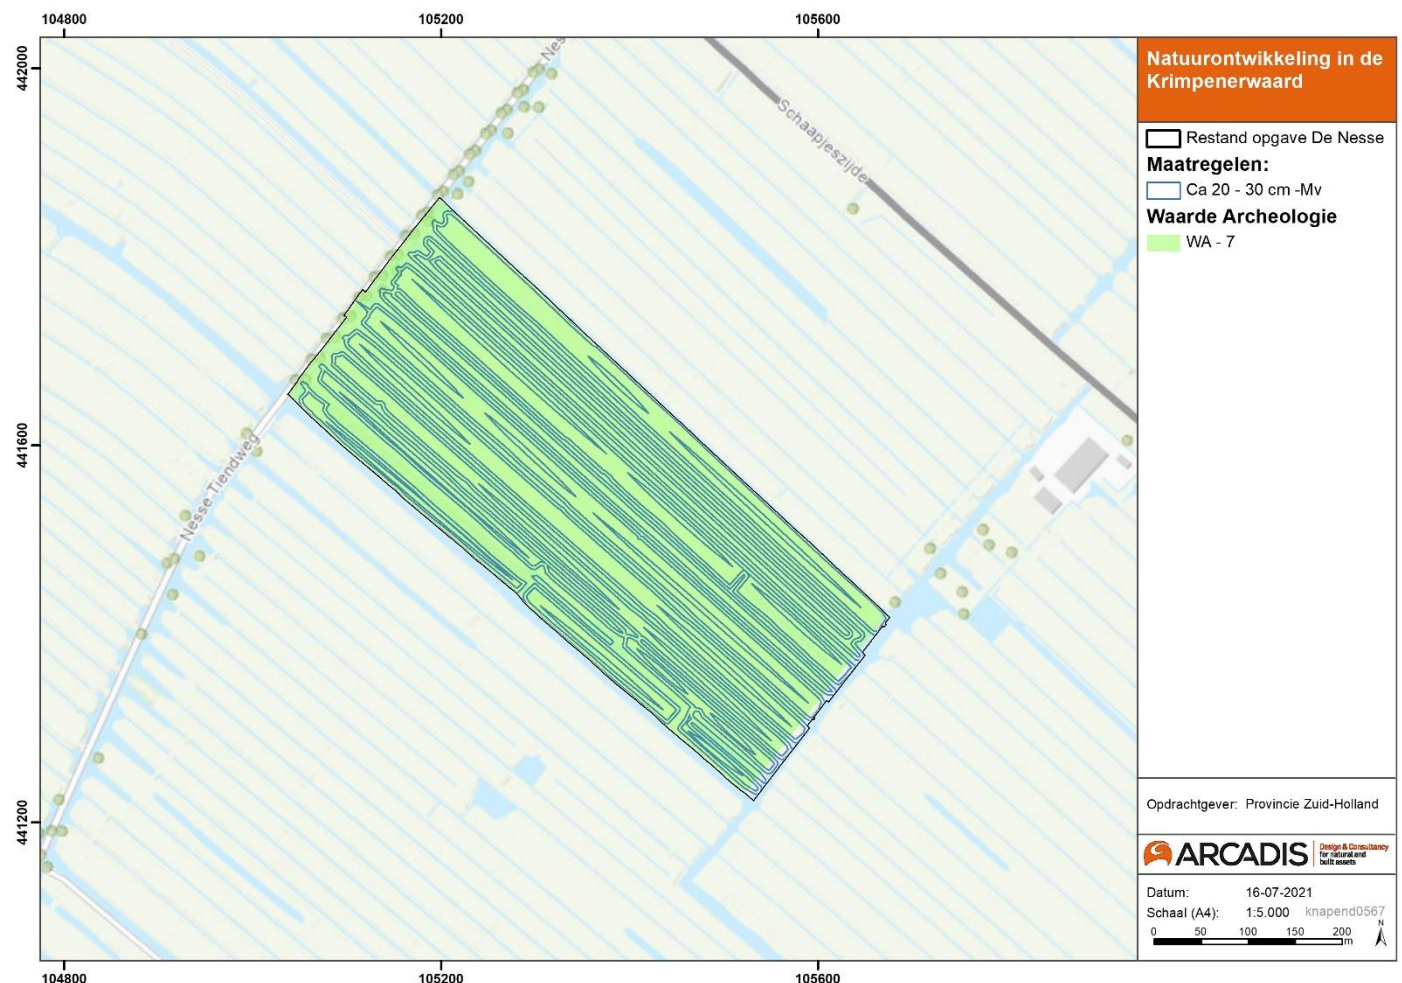 104800 105200 105600
442000
441600
441200
Nes
Schaapjeszijde
Nesse Tiendweg
104800 105200 105600
Natuurontwikkeling in de
Krimpenerwaard
Restand opgave De Nesse
Maatregelen:
Ca 20 - 30 cm -Mv
Waarde Archeologie
WA - 7
Opdrachtgever: Provincie Zuid-Holland
ARCADIS
Design & Consultancy
for natural and
built assets
Datum: 16-07-2021
Schaal (A4): 1:5.000 knapend0567
N
0 50 100 150 200
m